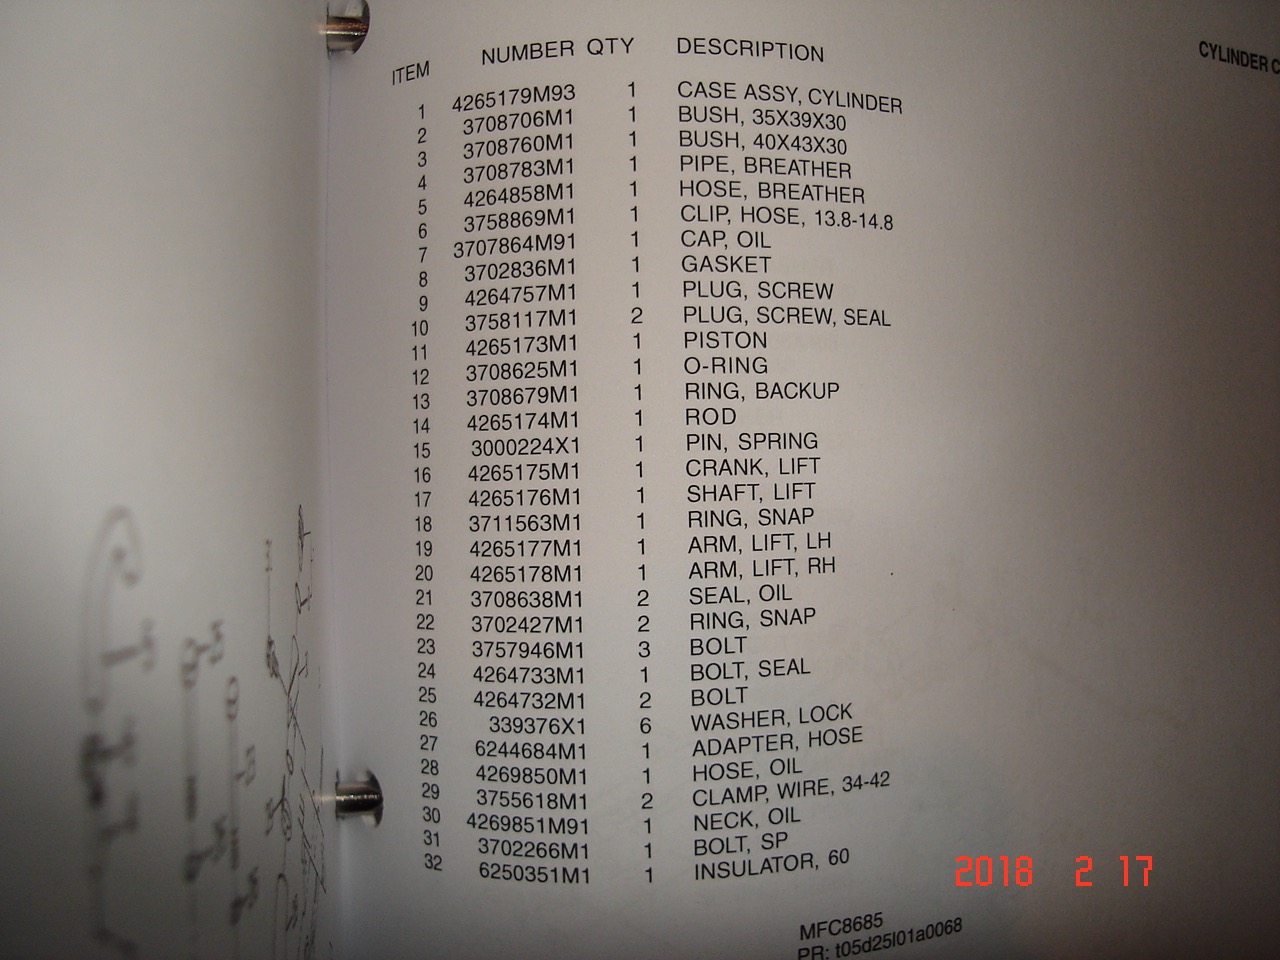 CYLINDER C
ITEM NUMBER QTY DESCRIPTION
1 4265179M93 1 CASE ASSY, CYLINDER
2 3708706M1 1 BUSH, 35X39X30
3 3708760M1 1 BUSH, 40X43X30
4 3708783M1 1 PIPE, BREATHER
5 4264858M1 1 HOSE, BREATHER
6 3758869M1 1 CLIP, HOSE, 13.8-14.8
7 3707864M91 1 CAP, OIL
8 3702836M1 1 GASKET
9 4264757M1 1 PLUG, SCREW
10 3758117M1 2 PLUG, SCREW, SEAL
11 4265173M1 1 PISTON
12 3708625M1 1 O-RING
13 3708679M1 1 RING, BACKUP
14 4265174M1 1 ROD
15 3000224X1 1 PIN, SPRING
16 4265175M1 1 CRANK, LIFT
17 4265176M1 1 SHAFT, LIFT
18 3711563M1 1 RING, SNAP
19 4265177M1 1 ARM, LIFT, LH
20 4265178M1 1 ARM, LIFT, RH
21 3708638M1 2 SEAL, OIL
22 3702427M1 2 RING, SNAP
23 3757946M1 3 BOLT
24 4264733M1 1 BOLT, SEAL
25 4264732M1 2 BOLT
26 339376X1 6 WASHER, LOCK
27 6244684M1 1 ADAPTER, HOSE
28 4269850M1 1 HOSE, OIL
29 3755618M1 2 CLAMP, WIRE, 34-42
30 4269851M91 1 NECK, OIL
31 3702266M1 1 BOLT, SP
32 6250351M1 1 INSULATOR, 60
MFC8685
PR: t05d25l01a0068
2018 2 17